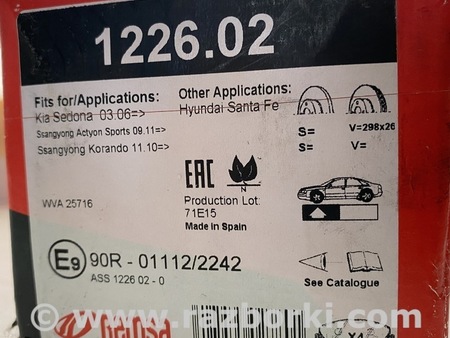 1226.02
Fits for/Applications:
Kia Sedona 03.06=>
Ssangyong Actyon Sports 09.11=>
Ssangyong Korando 11.10=>
Other Applications:
Hyundai Santa Fe
S= V=298x26
S= V=
WVA 25716
EAC
N
Production Lot:
71E15
Made in Spain
E9 90R - 01112/2242
ASS 1226 02 - 0
See Catalogue
remsa
www.razborki.com
X4